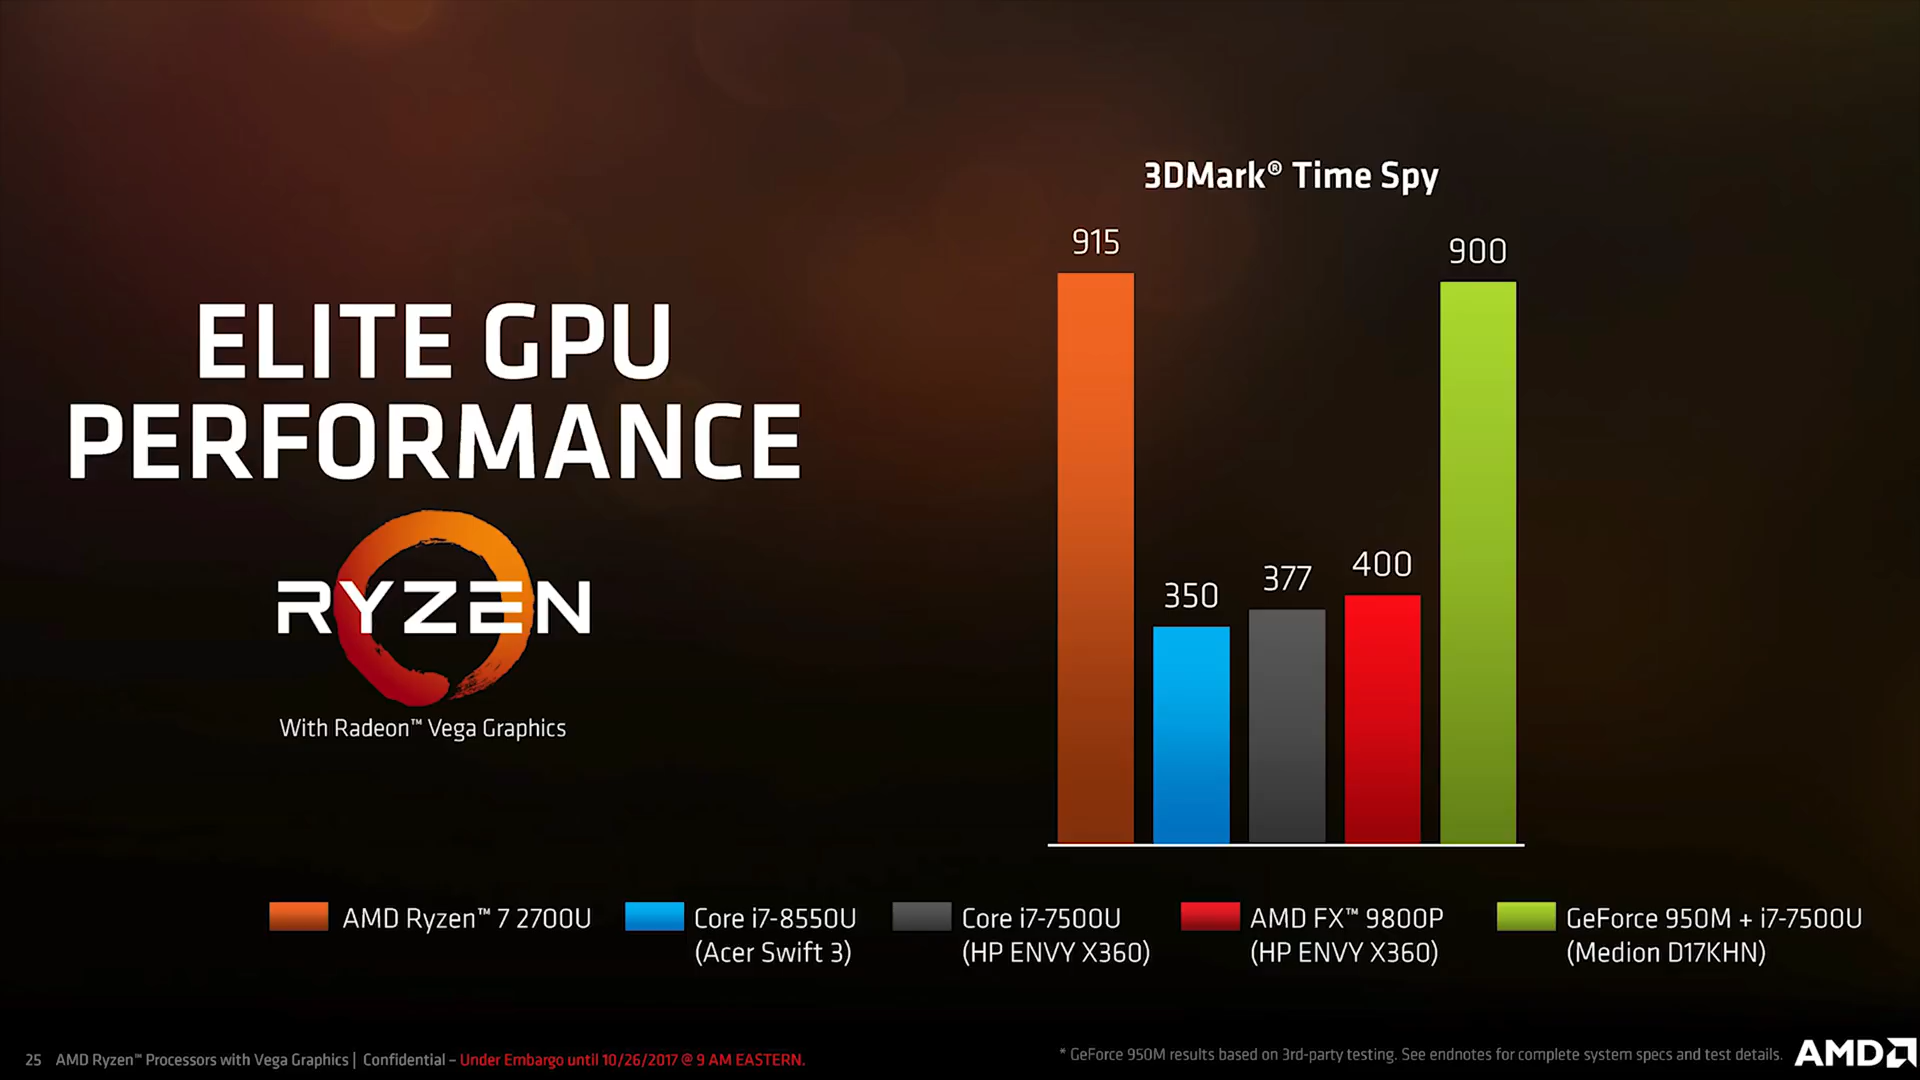 3DMark® Time Spy
915
350
377
400
900
ELITE GPU
PERFORMANCE
RYZEN
With Radeon™ Vega Graphics
AMD Ryzen™ 7 2700U
Core i7-8550U
(Acer Swift 3)
Core i7-7500U
(HP ENVY X360)
AMD FX™ 9800P
(HP ENVY X360)
GeForce 950M + i7-7500U
(Medion D17KHN)
25 AMD Ryzen™ Processors with Vega Graphics | Confidential – Under Embargo until 10/26/2017 @ 9 AM EASTERN.
* GeForce 950M results based on 3rd-party testing. See endnotes for complete system specs and test details.
AMD